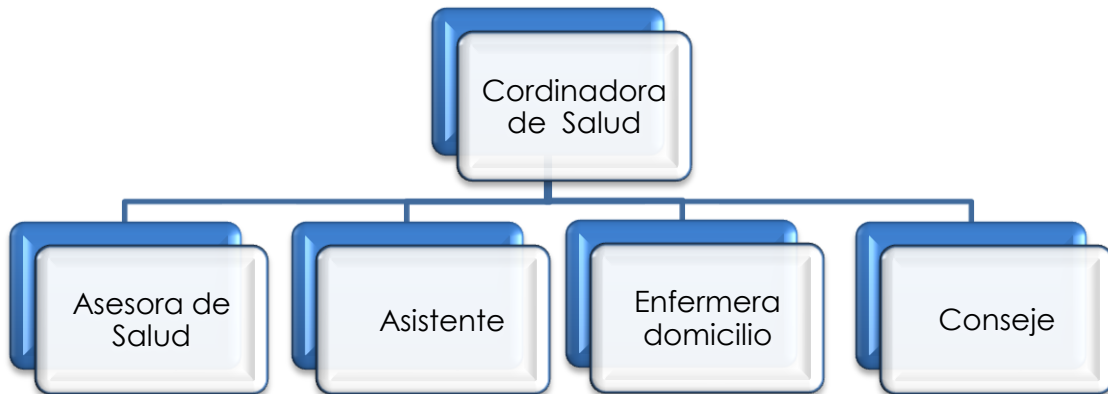 Cordinadora
de Salud
Asesora de
Salud
Asistente
Enfermera
domicilio
Conseje